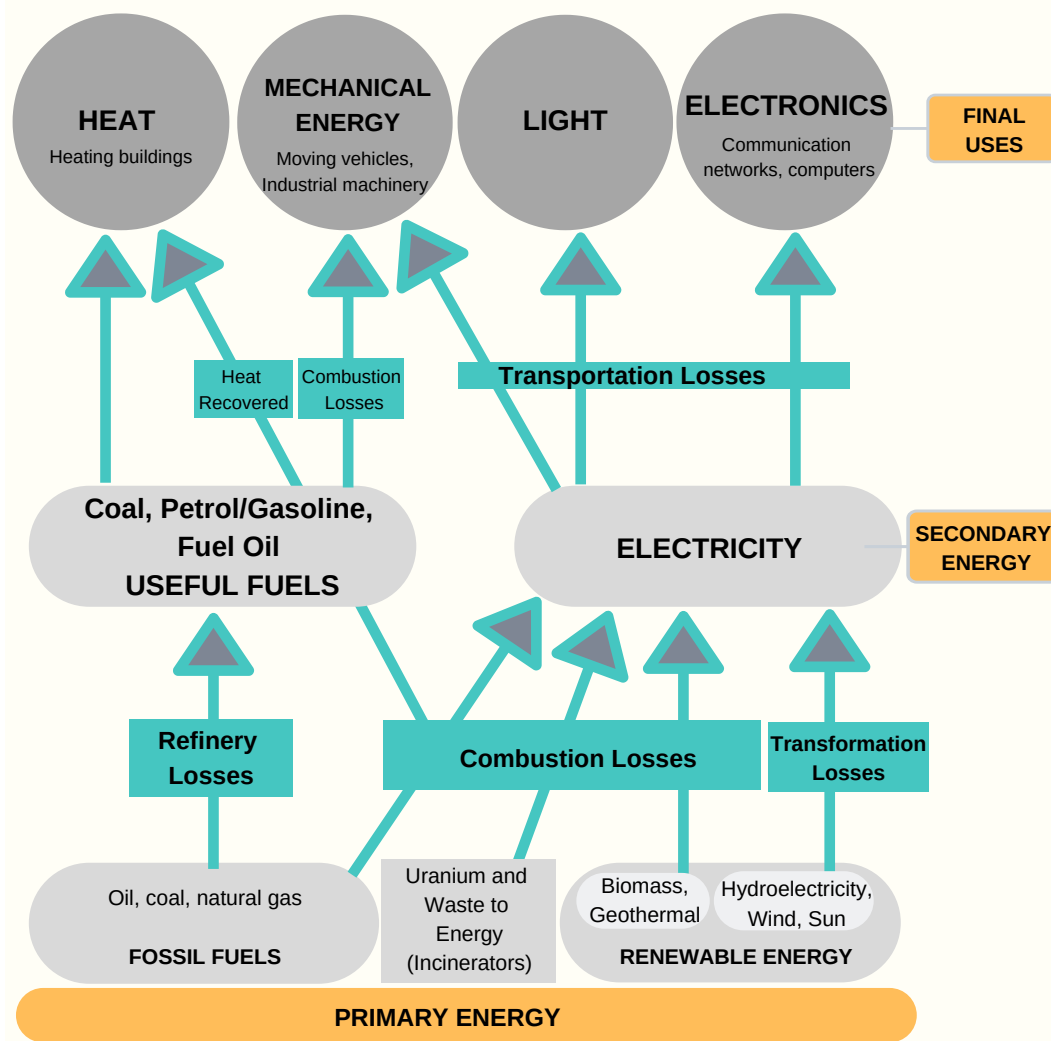 HEAT
Heating buildings
MECHANICAL
ENERGY
Moving vehicles,
Industrial machinery
LIGHT
ELECTRONICS
Communication
networks, computers
FINAL
USES
Heat
Recovered
Combustion
Losses
Transportation Losses
Coal, Petrol/Gasoline,
Fuel Oil
USEFUL FUELS
ELECTRICITY
SECONDARY
ENERGY
Refinery
Losses
Combustion Losses
Transformation
Losses
Oil, coal, natural gas
FOSSIL FUELS
Uranium and
Waste to
Energy
(Incinerators)
Biomass,
Geothermal
Hydroelectricity,
Wind, Sun
RENEWABLE ENERGY
PRIMARY ENERGY